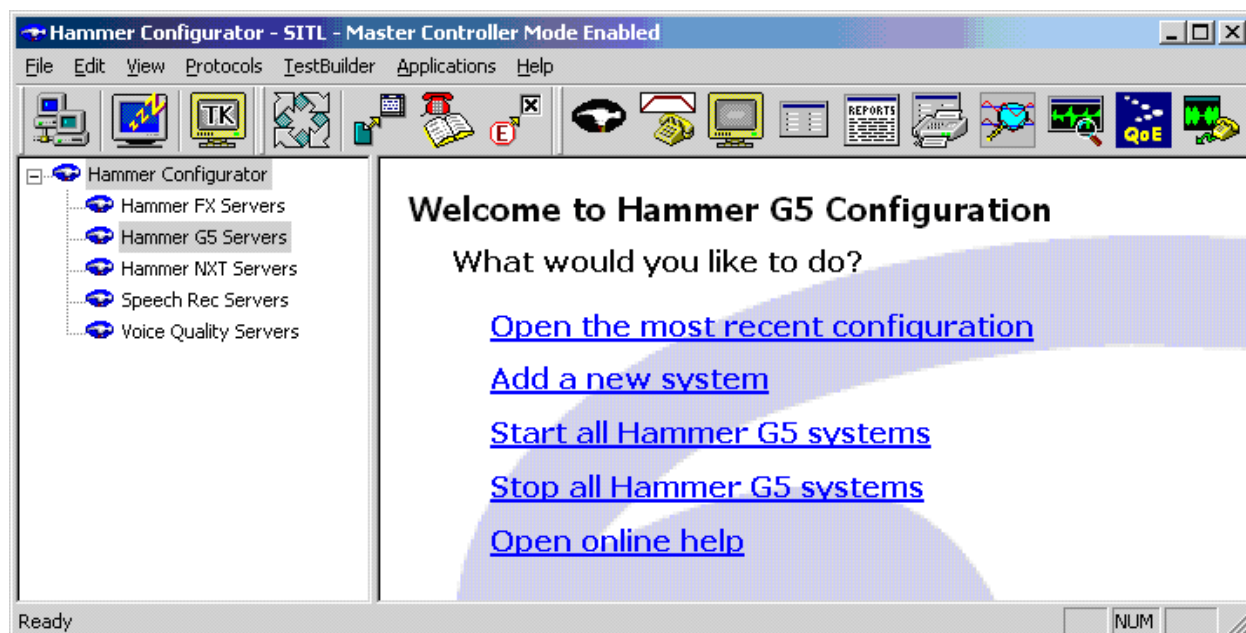 Hammer Configurator - SITL - Master Controller Mode Enabled
File Edit View Protocols TestBuilder Applications Help
TK E REPORTS QoE
Hammer Configurator
Hammer FX Servers
Hammer G5 Servers
Hammer NXT Servers
Speech Rec Servers
Voice Quality Servers
Welcome to Hammer G5 Configuration
What would you like to do?
Open the most recent configuration
Add a new system
Start all Hammer G5 systems
Stop all Hammer G5 systems
Open online help
Ready NUM